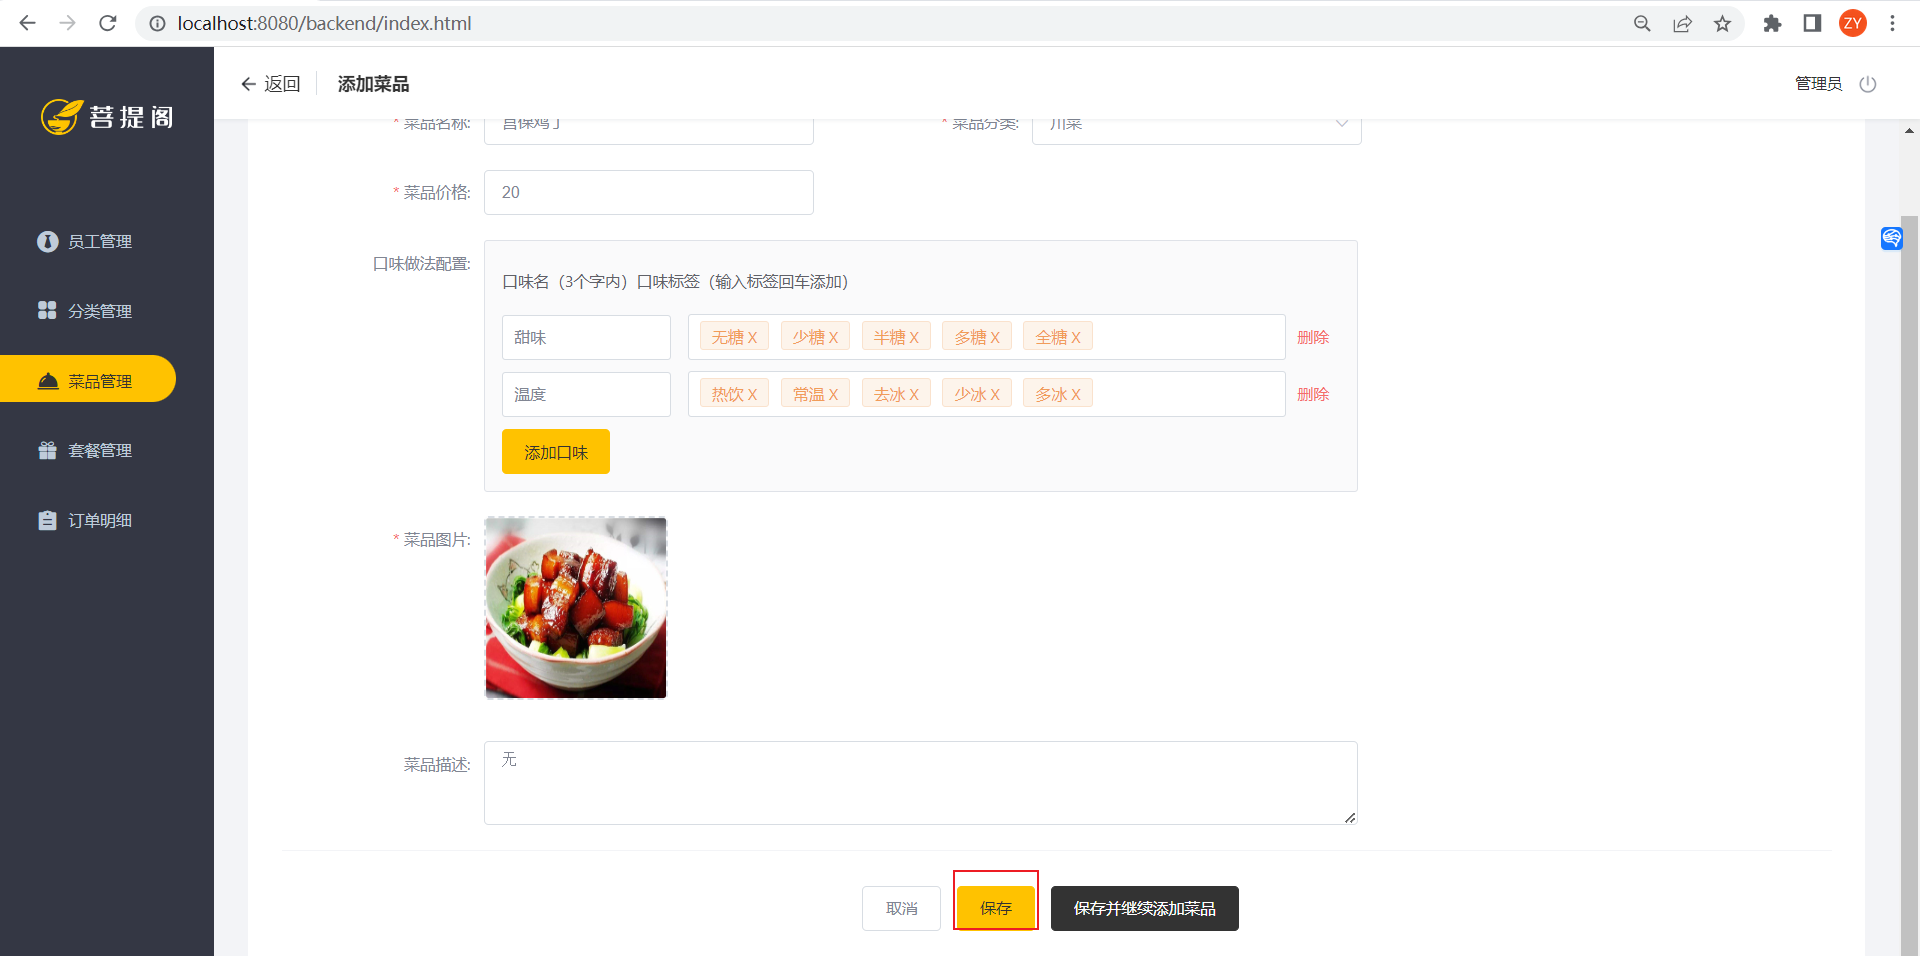 localhost:8080/backend/index.html
ZY
菩提阁
返回
添加菜品
管理员
* 菜品名称:
宫保鸡丁
* 菜品分类:
川菜
* 菜品价格:
20
员工管理
分类管理
菜品管理
套餐管理
订单明细
口味做法配置:
口味名（3个字内）口味标签（输入标签回车添加）
甜味
无糖 X
少糖 X
半糖 X
多糖 X
全糖 X
删除
温度
热饮 X
常温 X
去冰 X
少冰 X
多冰 X
删除
添加口味
* 菜品图片:
菜品描述:
无
取消
保存
保存并继续添加菜品